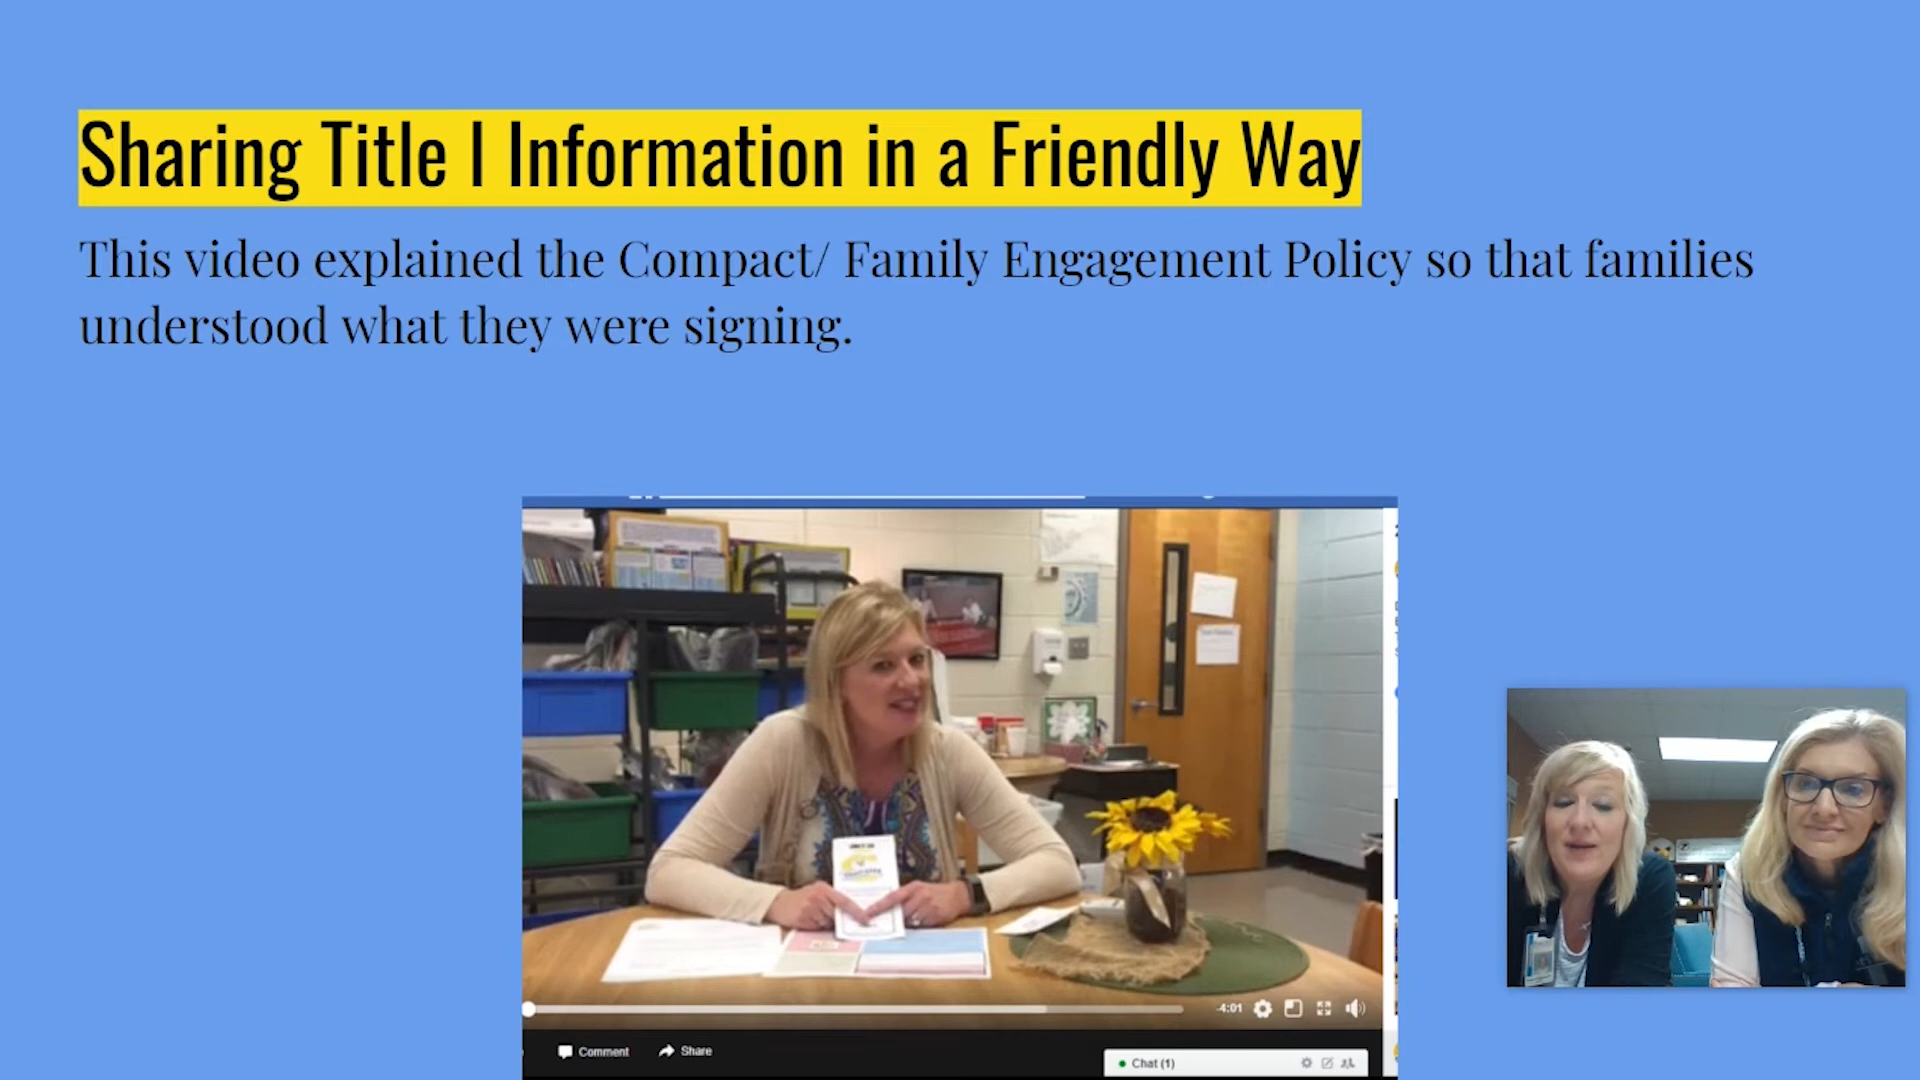 Sharing Title I Information in a Friendly Way
This video explained the Compact/ Family Engagement Policy so that families
understood what they were signing.
-4:01
Comment
Share
Chat (1)